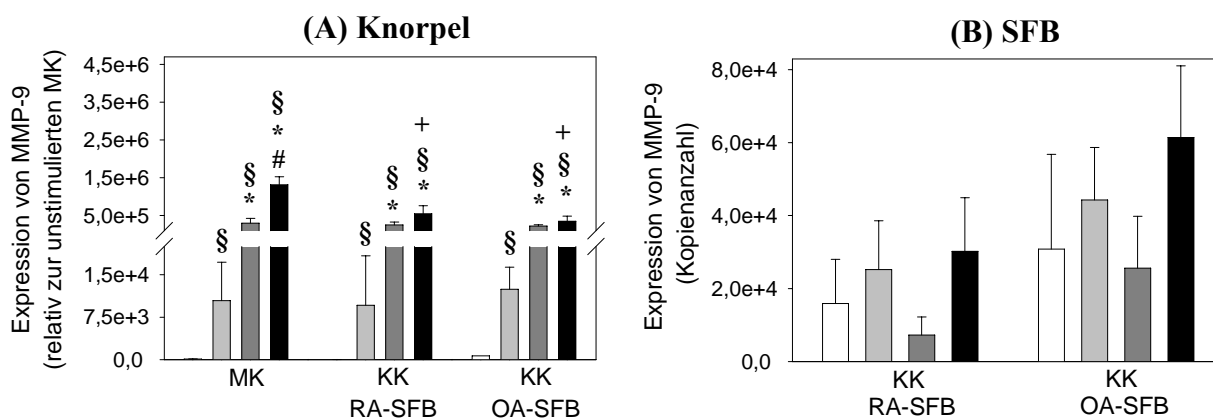 (A) Knorpel
Expression von MMP-9
(relativ zur unstimulierten MK)
4,5e+6
3,5e+6
2,5e+6
1,5e+6
5,0e+5
1,5e+4
7,5e+3
0,0
§
§
*
§
*
#
§
§
*
+
§
*
§
§
*
+
§
*
MK
KK
RA-SFB
KK
OA-SFB
(B) SFB
Expression von MMP-9
(Kopienanzahl)
8,0e+4
6,0e+4
4,0e+4
2,0e+4
0,0
KK
RA-SFB
KK
OA-SFB